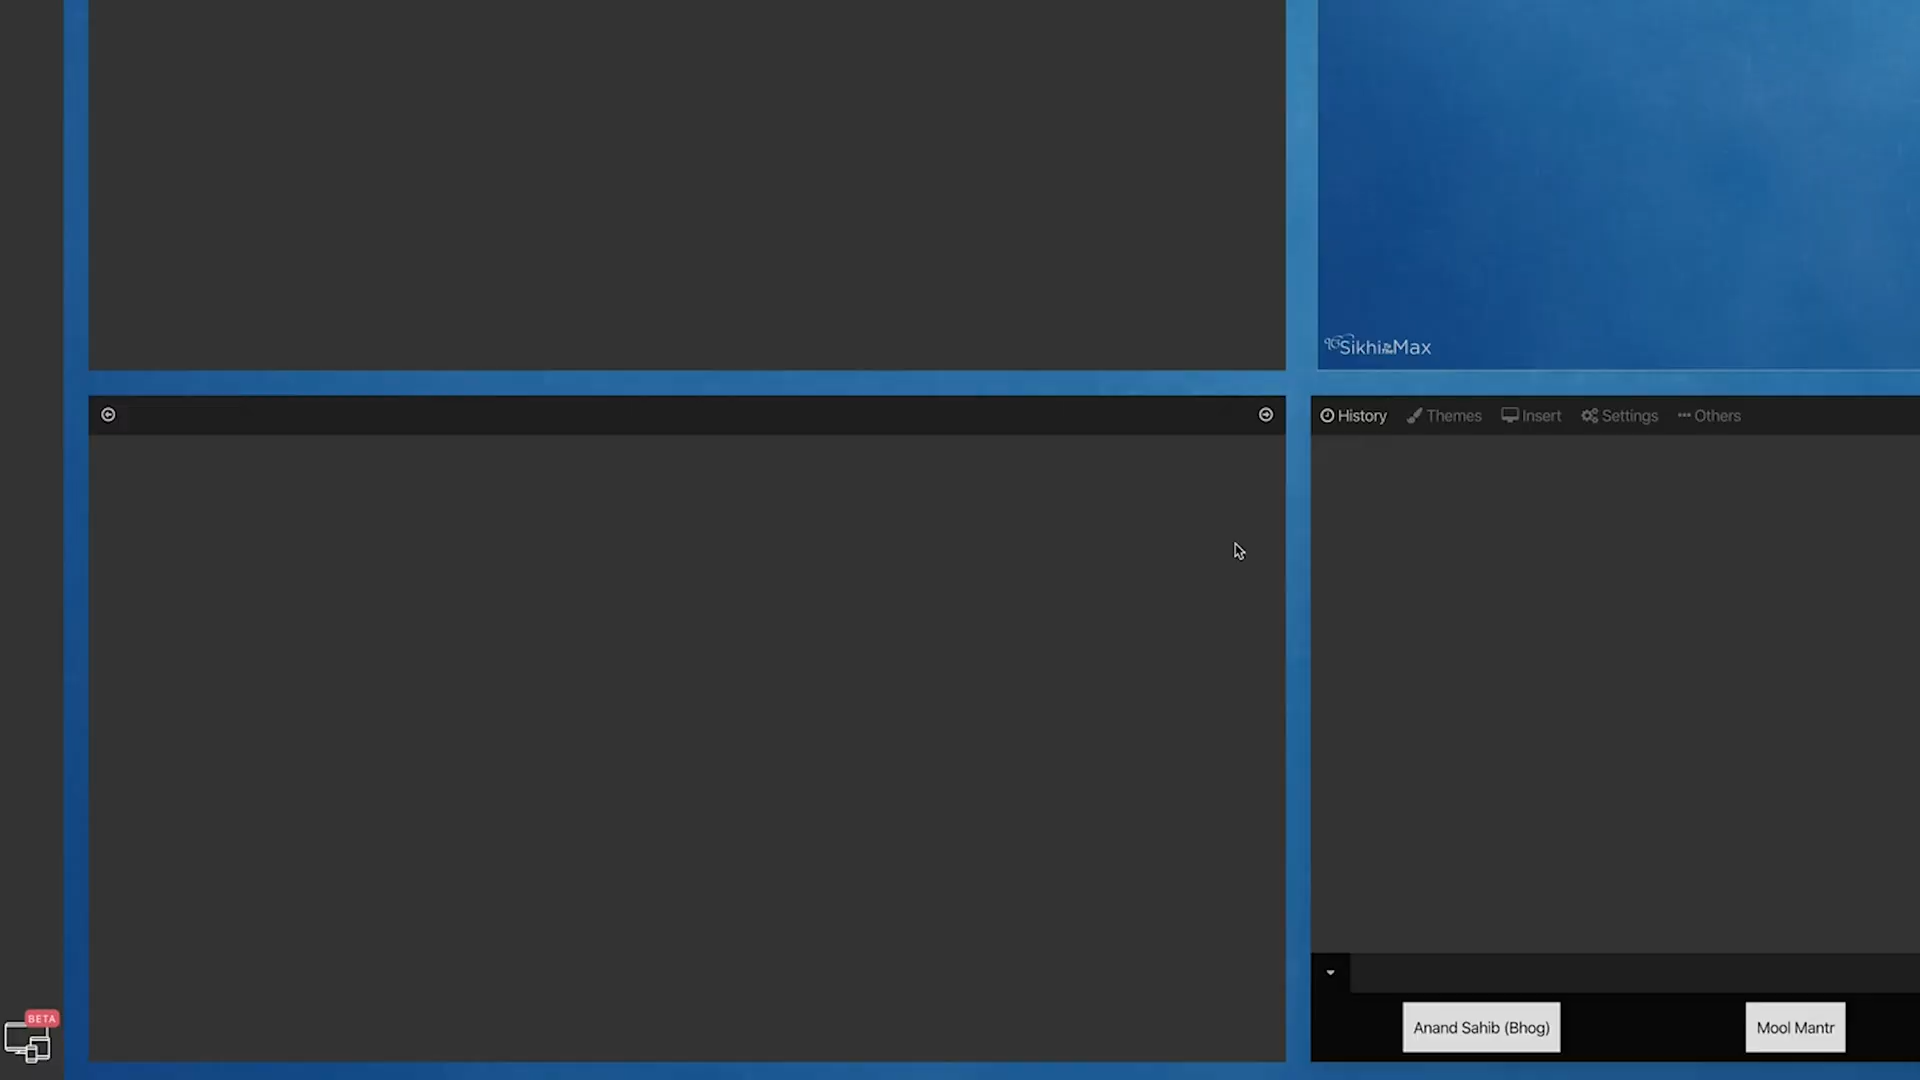 SikhiToTheMax
History Themes Insert Settings Others
BETA
Anand Sahib (Bhog) Mool Mantr